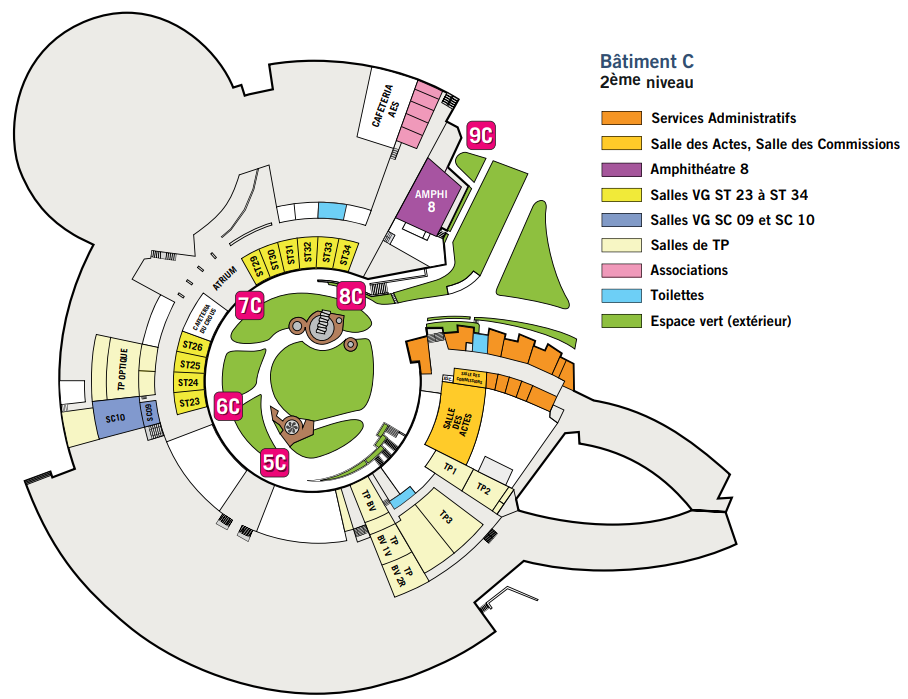 Bâtiment C
2ème niveau
Services Administratifs
Salle des Actes, Salle des Commissions
Amphithéatre 8
Salles VG ST 23 à ST 34
Salles VG SC 09 et SC 10
Salles de TP
Associations
Toilettes
Espace vert (extérieur)
CAFETERIA
AES
9C
AMPHI
8
ST29
ST30
ST31
ST32
ST33
ST34
ATRIUM
7C
8C
CAFETERIA
DU CROUS
ST26
ST25
ST24
ST23
TP OPTIQUE
SC10
SC09
6C
5C
SALLE DES
COMMISSIONS
SALLE
DES
ACTES
TP1
TP2
TP3
TP BV
TP
BV 1V
TP
BV 2R